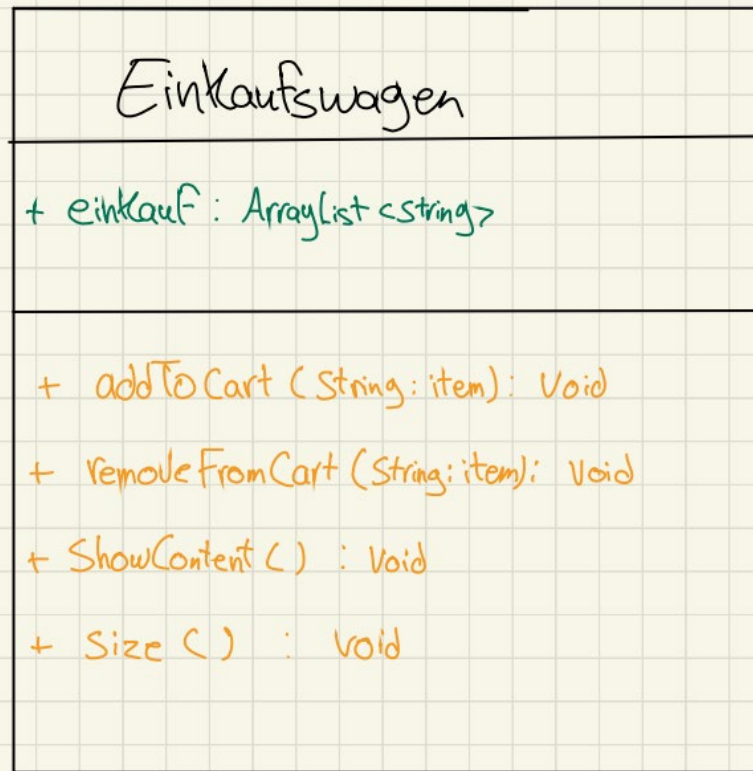 Einkaufswagen
+ einkauf : ArrayList <string>
+ addToCart (String: item): Void
+ removeFromCart (String: item): Void
+ ShowContent () : Void
+ Size () : Void